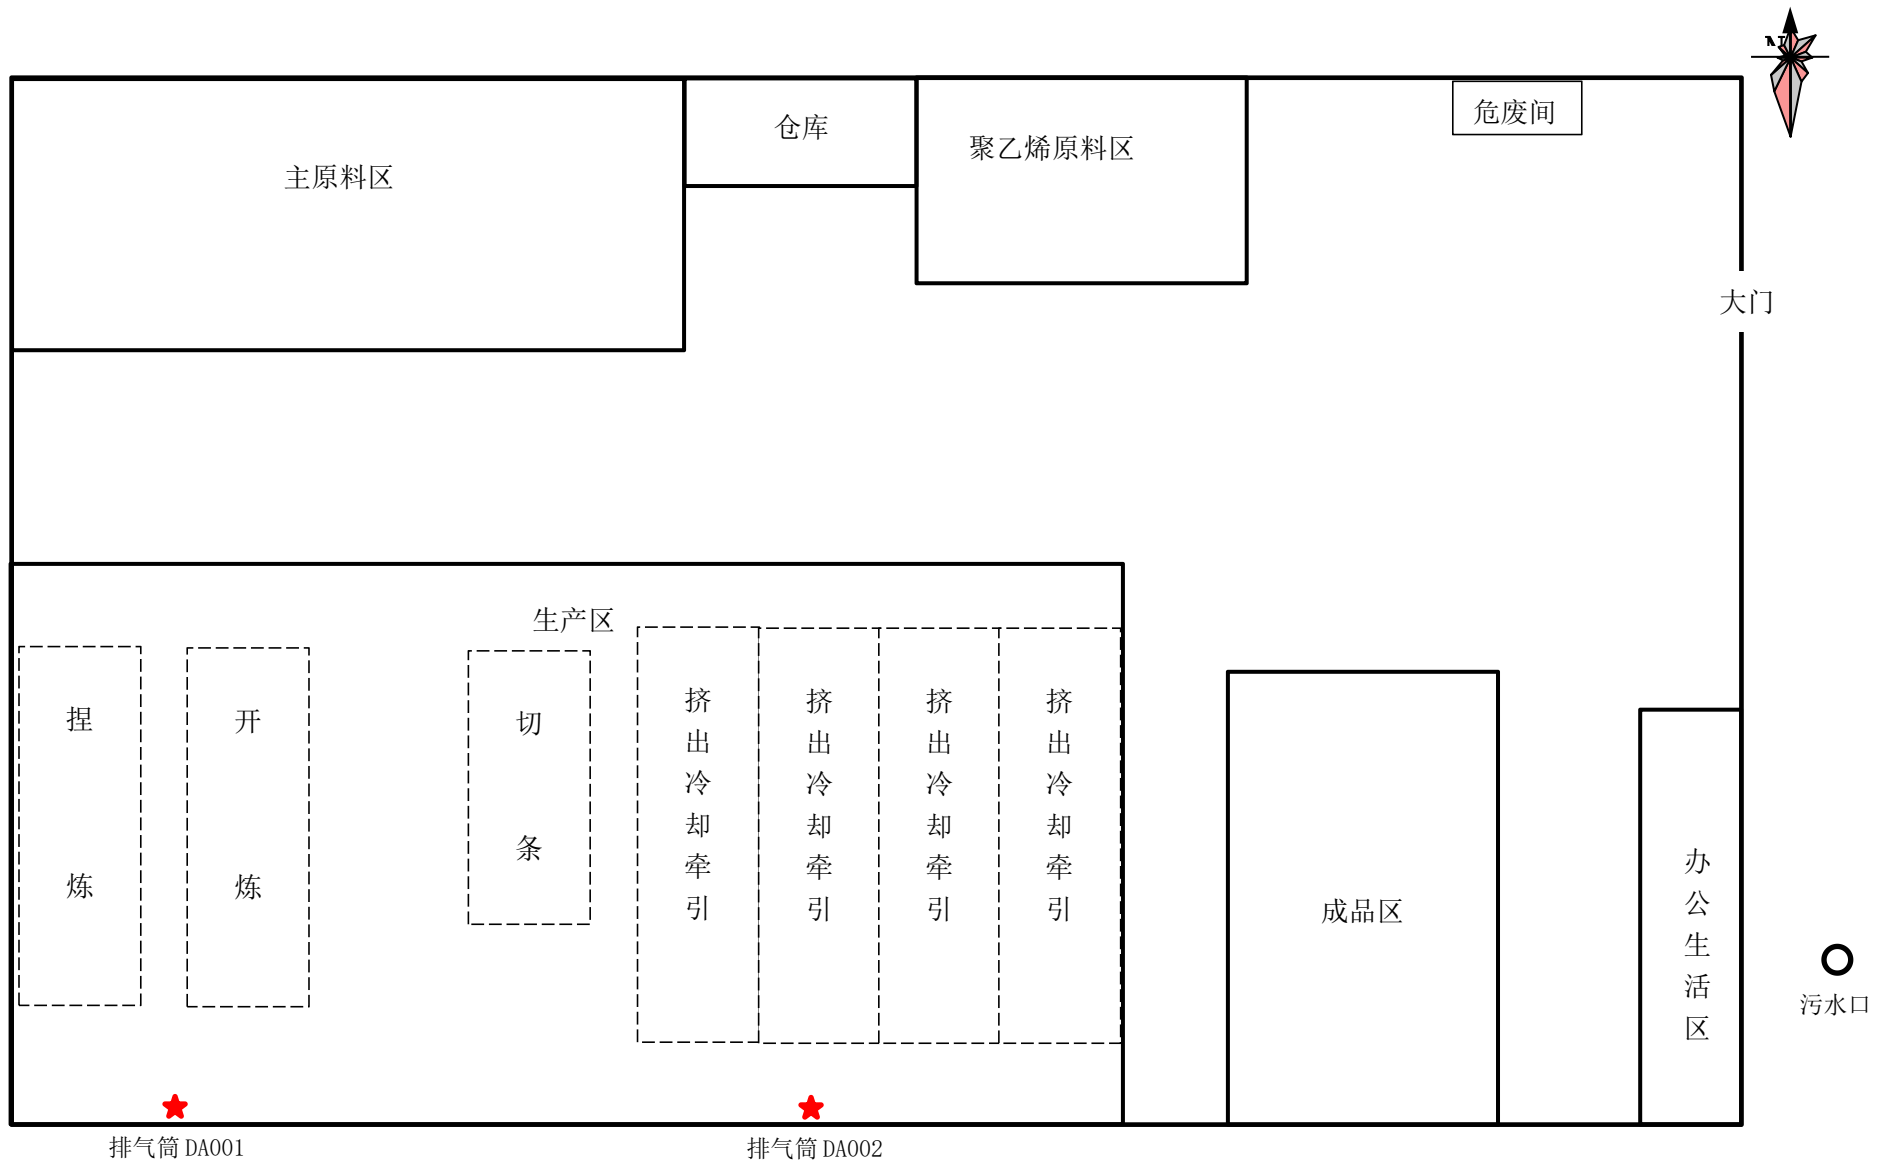 N
仓库
危废间
聚乙烯原料区
主原料区
大门
生产区
捏炼
开炼
切条
挤出冷却牵引
挤出冷却牵引
挤出冷却牵引
挤出冷却牵引
成品区
办公生活区
污水口
排气筒 DA001
排气筒 DA002